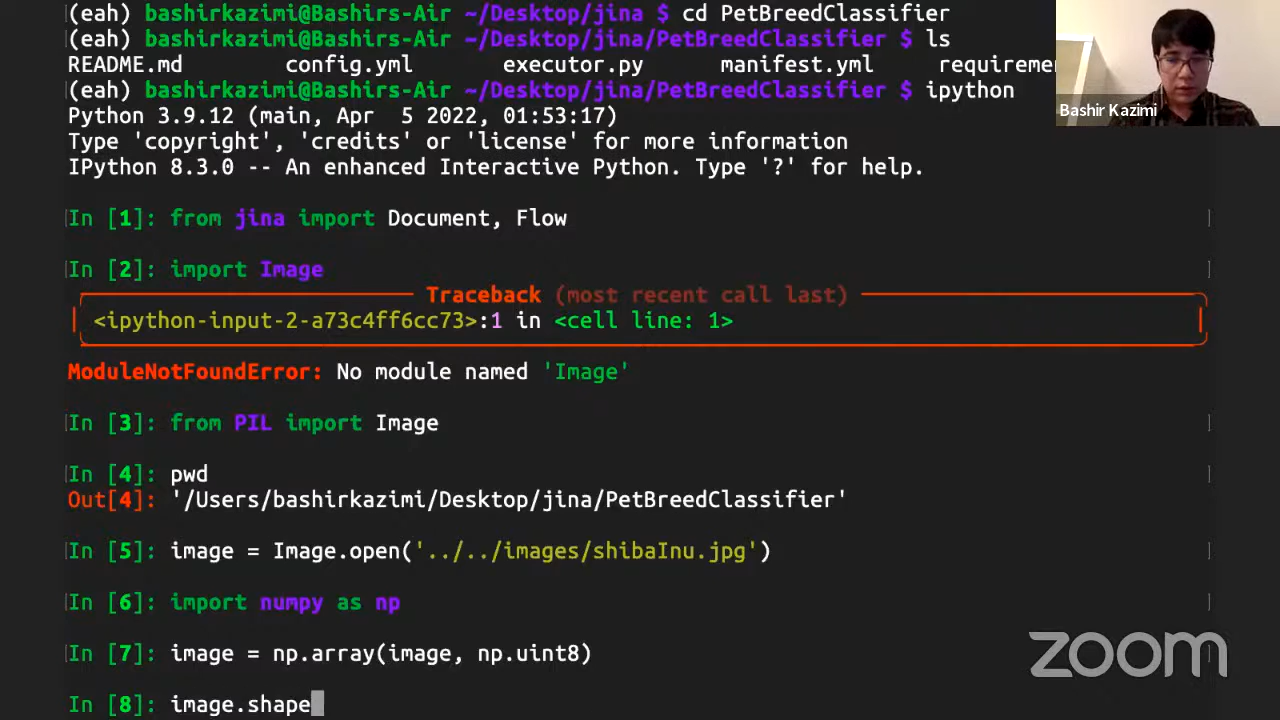 (eah) bashirkazimi@Bashirs-Air ~/Desktop/jina $ cd PetBreedClassifier
(eah) bashirkazimi@Bashirs-Air ~/Desktop/jina/PetBreedClassifier $ ls
README.md config.yml executor.py manifest.yml requireme
(eah) bashirkazimi@Bashirs-Air ~/Desktop/jina/PetBreedClassifier $ ipython
Python 3.9.12 (main, Apr 5 2022, 01:53:17)
Type 'copyright', 'credits' or 'license' for more information
IPython 8.3.0 -- An enhanced Interactive Python. Type '?' for help.
In [1]: from jina import Document, Flow
In [2]: import Image
Traceback (most recent call last)
<ipython-input-2-a73c4ff6cc73>:1 in <cell line: 1>
ModuleNotFoundError: No module named 'Image'
In [3]: from PIL import Image
In [4]: pwd
Out[4]: '/Users/bashirkazimi/Desktop/jina/PetBreedClassifier'
In [5]: image = Image.open('../../images/shibaInu.jpg')
In [6]: import numpy as np
In [7]: image = np.array(image, np.uint8)
In [8]: image.shape
Bashir Kazimi
zoom